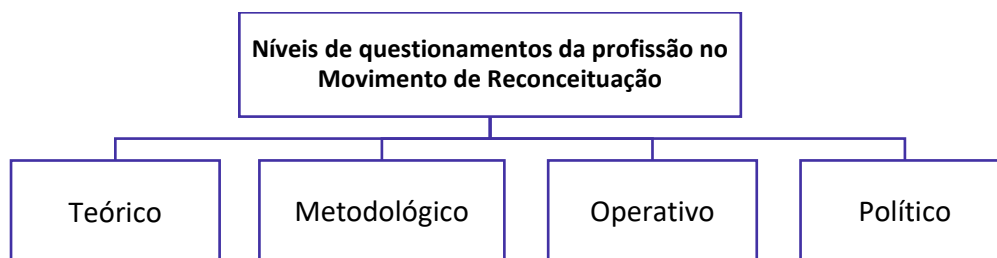 Níveis de questionamentos da profissão no
Movimento de Reconceituação
Teórico
Metodológico
Operativo
Político